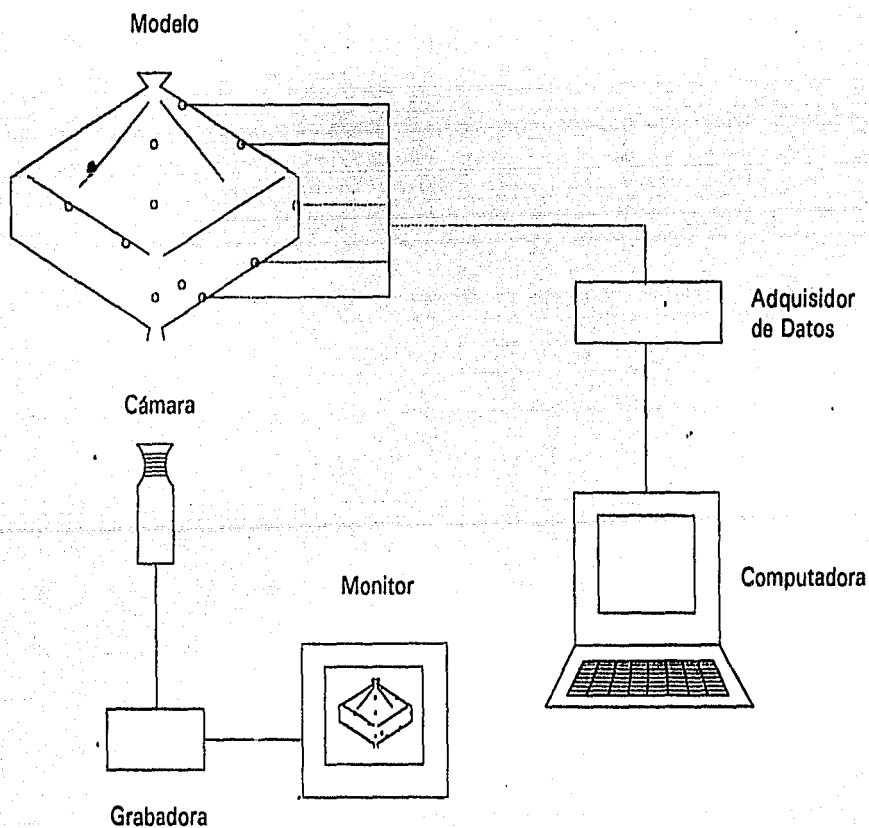 Modelo
Adquisidor
de Datos
Cámara
Monitor
Computadora
Grabadora